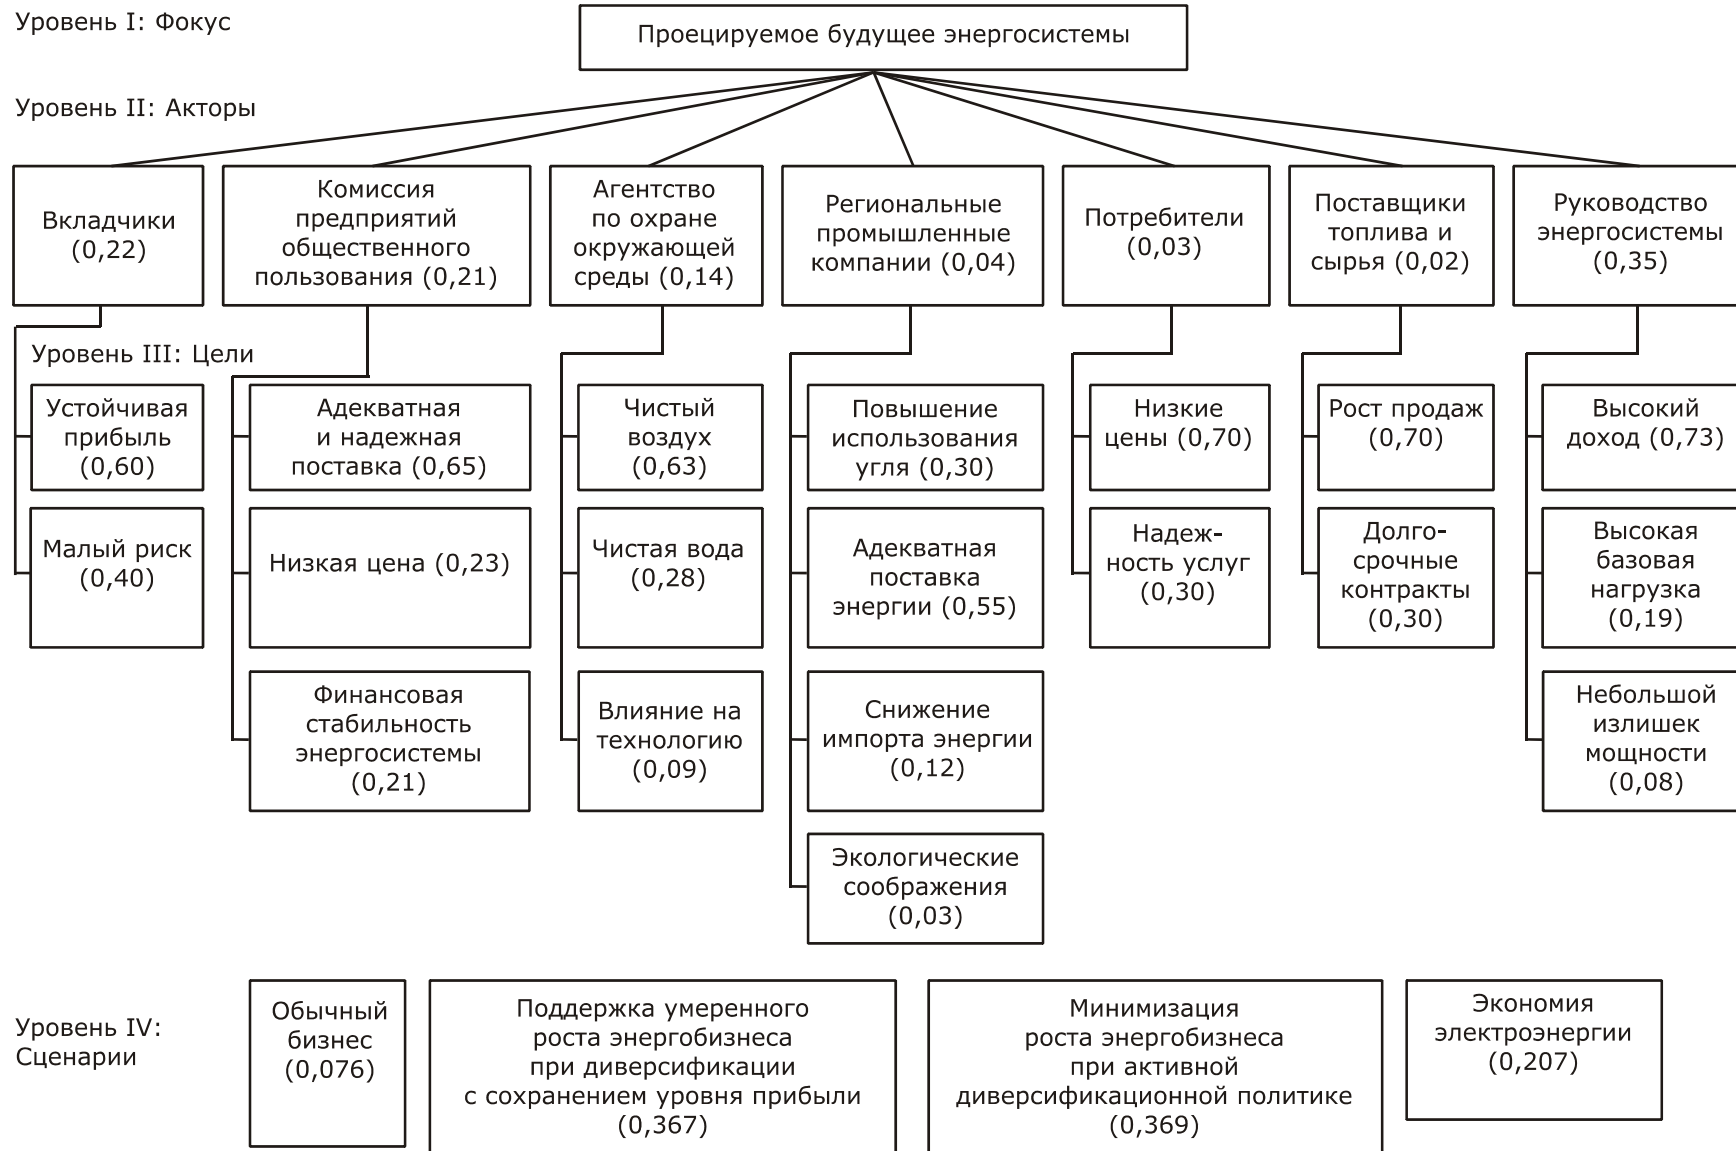 Уровень I: Фокус
Проецируемое будущее энергосистемы
Уровень II: Акторы
Вкладчики
(0,22)
Комиссия
предприятий
общественного
пользования (0,21)
Агентство
по охране
окружающей
среды (0,14)
Региональные
промышленные
компании (0,04)
Потребители
(0,03)
Поставщики
топлива и
сырья (0,02)
Руководство
энергосистемы
(0,35)
Уровень III: Цели
Устойчивая
прибыль
(0,60)
Адекватная
и надежная
поставка (0,65)
Чистый
воздух
(0,63)
Повышение
использования
угля (0,30)
Низкие
цены (0,70)
Рост продаж
(0,70)
Высокий
доход (0,73)
Малый риск
(0,40)
Низкая цена (0,23)
Чистая вода
(0,28)
Адекватная
поставка
энергии (0,55)
Надеж-
ность услуг
(0,30)
Долго-
срочные
контракты
(0,30)
Высокая
базовая
нагрузка
(0,19)
Финансовая
стабильность
энергосистемы
(0,21)
Влияние на
технологию
(0,09)
Снижение
импорта энергии
(0,12)
Небольшой
излишек
мощности
(0,08)
Экологические
соображения
(0,03)
Уровень IV:
Сценарии
Обычный
бизнес
(0,076)
Поддержка умеренного
роста энергобизнеса
при диверсификации
с сохранением уровня прибыли
(0,367)
Минимизация
роста энергобизнеса
при активной
диверсификационной политике
(0,369)
Экономия
электроэнергии
(0,207)